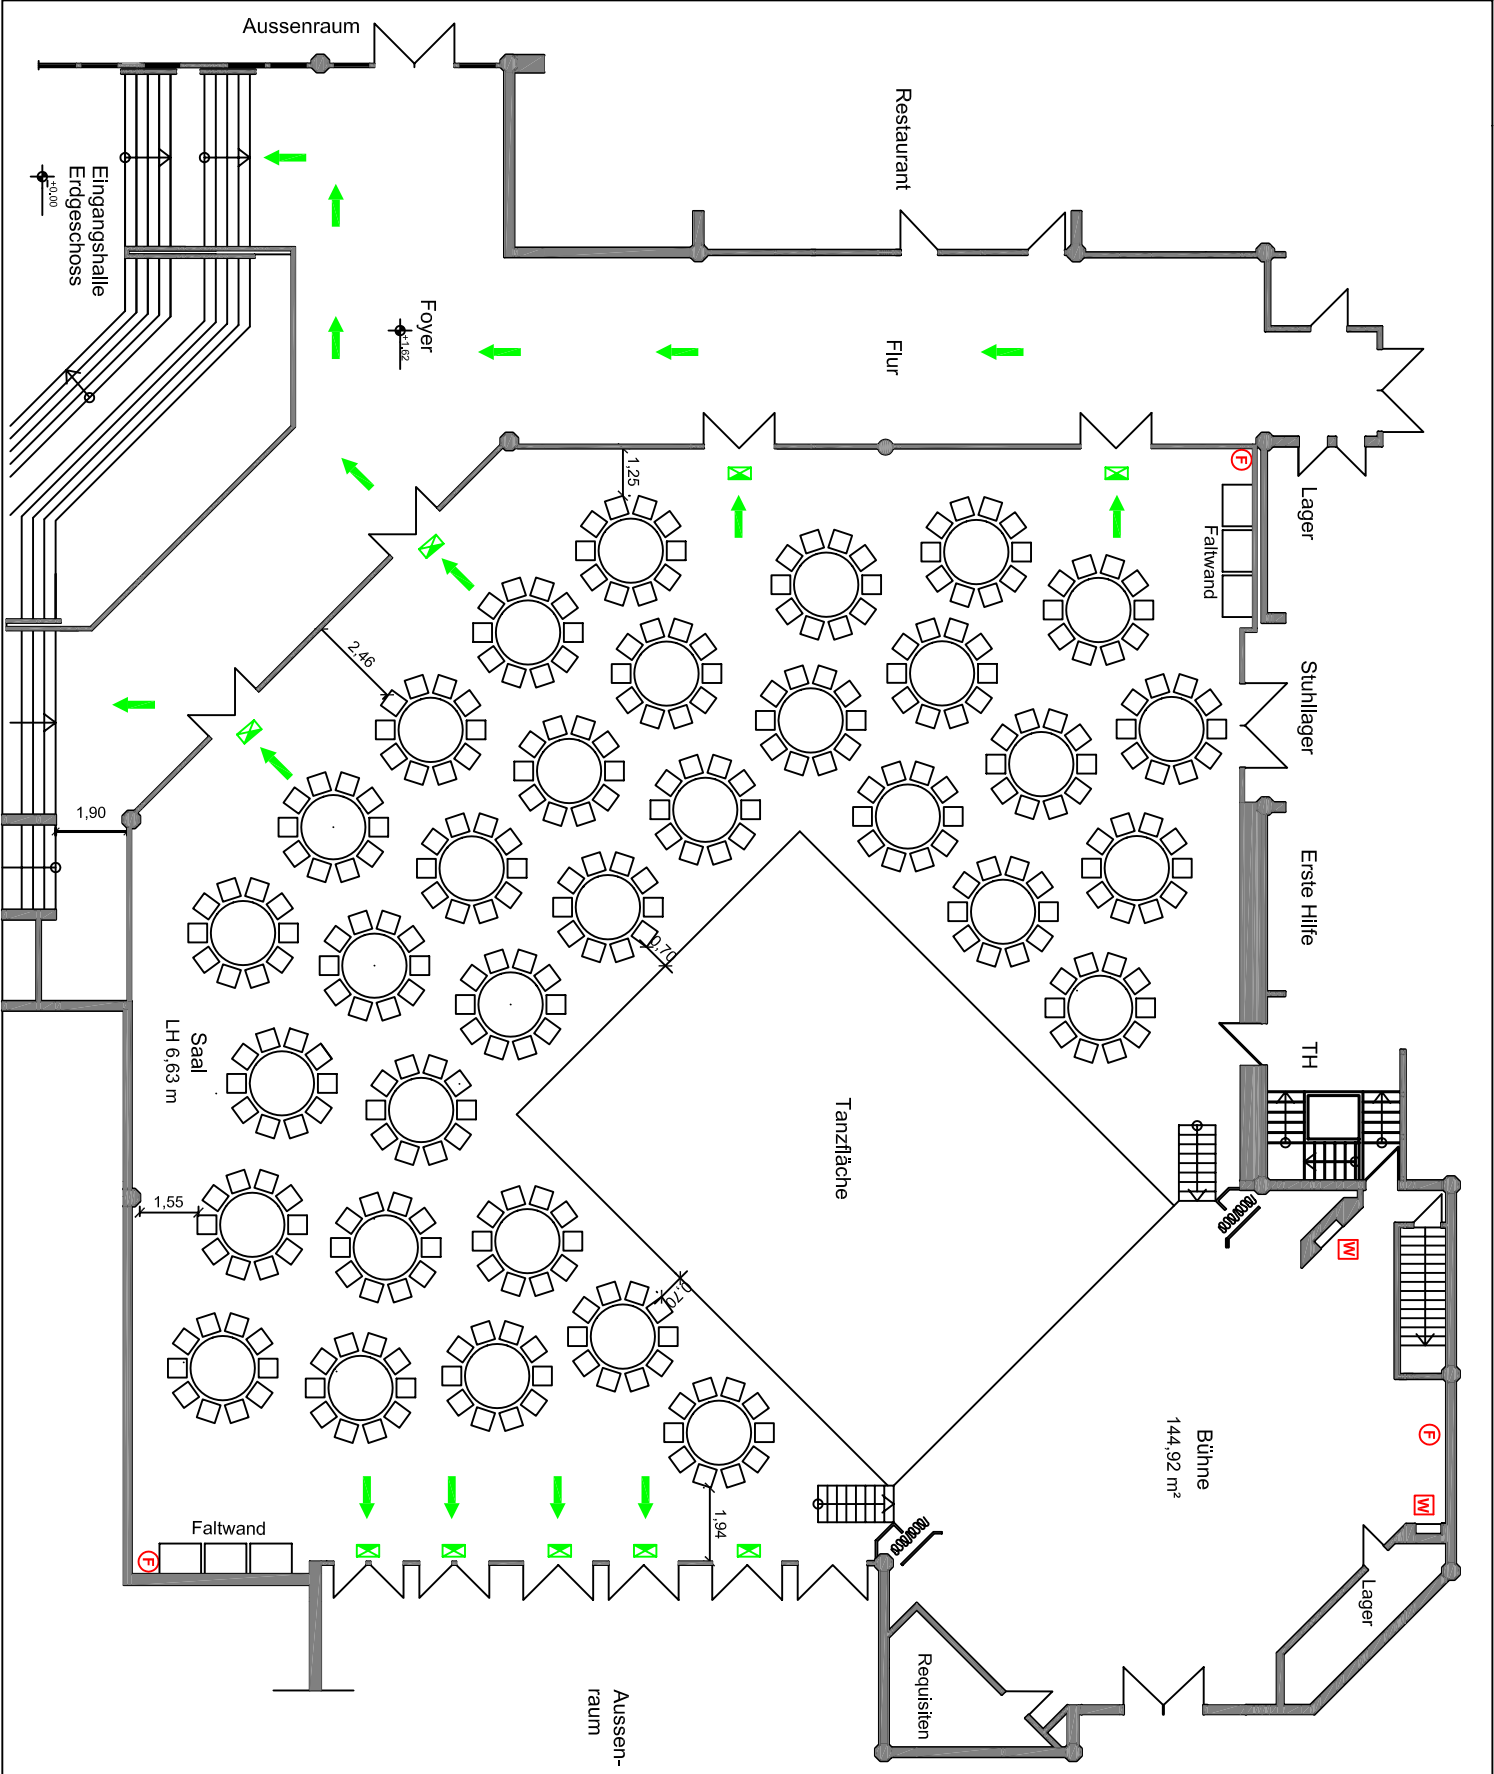 Aussenraum
Restaurant
Eingangshalle
Erdgeschoss
+0.00
Foyer
+1,62
Flur
1,25
F
Lager
Faltwand
2,46
Stuhllager
1,90
Erste Hilfe
0,70
Saal
LH 6,63 m
TH
Tanzfläche
1,55
W
0,70
Bühne
144,92 m²
F
W
1,94
Faltwand
F
Lager
Requisiten
Aussen-
raum